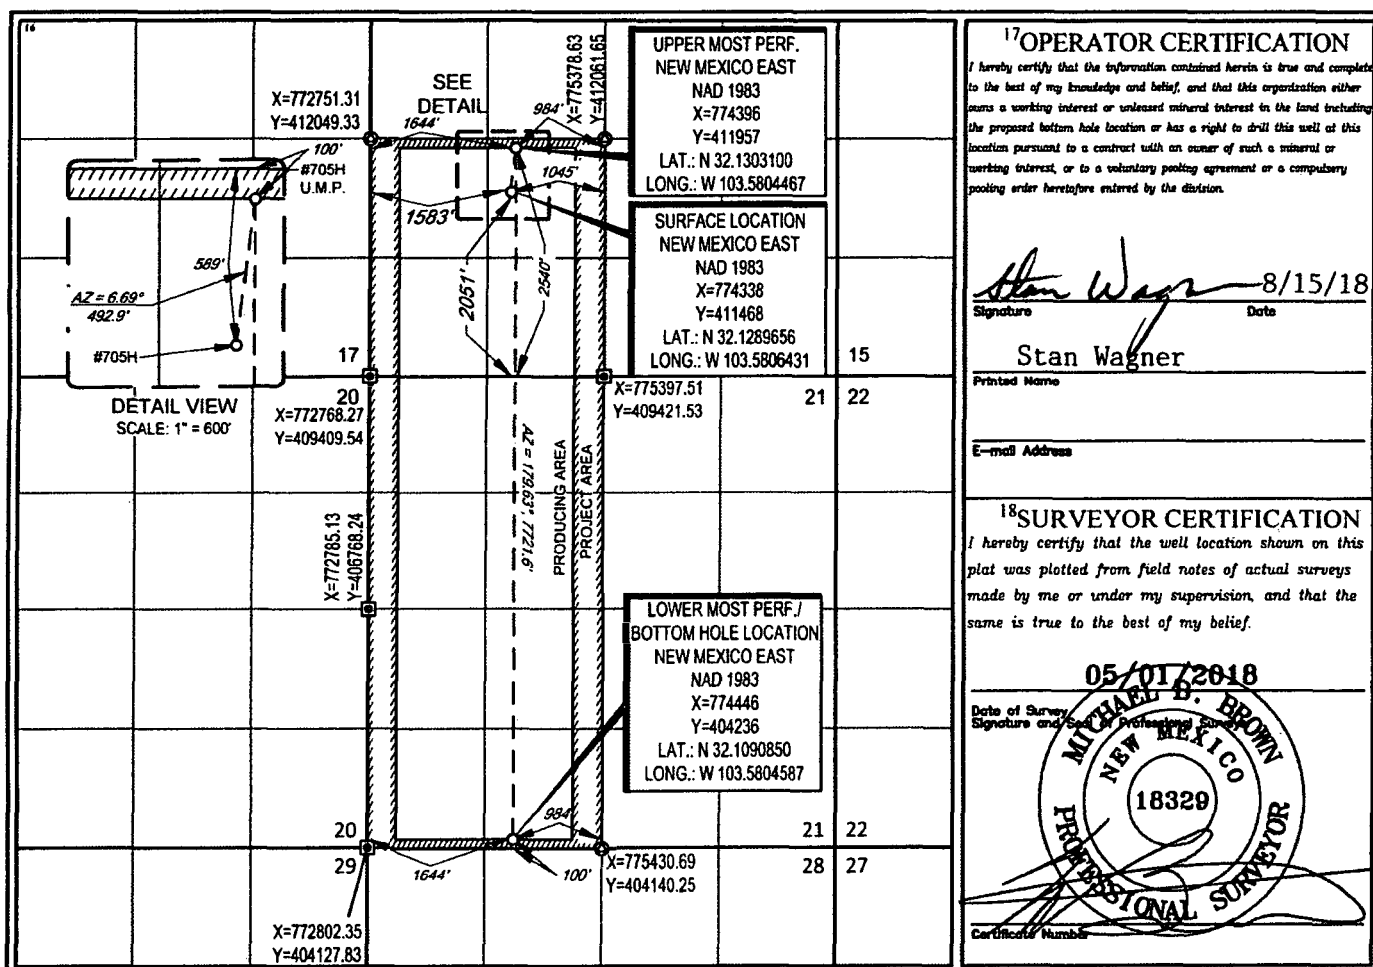 16
SEE
DETAIL
X=772751.31
Y=412049.33
X=775378.63
Y=412061.65
1644'
984'
100'
#705H
U.M.P.
589'
AZ = 6.69°
492.9'
#705H
DETAIL VIEW
SCALE: 1" = 600'
1583'
1045'
2051'
2540'
UPPER MOST PERF.
NEW MEXICO EAST
NAD 1983
X=774396
Y=411957
LAT.: N 32.1303100
LONG.: W 103.5804467
SURFACE LOCATION
NEW MEXICO EAST
NAD 1983
X=774338
Y=411468
LAT.: N 32.1289656
LONG.: W 103.5806431
17
20
15
21 22
X=772768.27
Y=409409.54
X=775397.51
Y=409421.53
AZ = 179.63°, 7721.6'
PRODUCING AREA
PROJECT AREA
X=772785.13
Y=406768.24
LOWER MOST PERF./
BOTTOM HOLE LOCATION
NEW MEXICO EAST
NAD 1983
X=774446
Y=404236
LAT.: N 32.1090850
LONG.: W 103.5804587
984'
20
29
1644'
100'
21 22
28 27
X=775430.69
Y=404140.25
X=772802.35
Y=404127.83
17OPERATOR CERTIFICATION
I hereby certify that the information contained herein is true and complete
to the best of my knowledge and belief, and that this organization either
owns a working interest or unleased mineral interest in the land including
the proposed bottom hole location or has a right to drill this well at this
location pursuant to a contract with an owner of such a mineral or
working interest, or to a voluntary pooling agreement or a compulsory
pooling order heretofore entered by the division.
Stan Wagner 8/15/18
Signature Date
Stan Wagner
Printed Name
E-mail Address
18SURVEYOR CERTIFICATION
I hereby certify that the well location shown on this
plat was plotted from field notes of actual surveys
made by me or under my supervision, and that the
same is true to the best of my belief.
05/01/2018
Date of Survey
Signature and Seal of Professional Surveyor
MICHAEL D. BROWN
NEW MEXICO
18329
PROFESSIONAL SURVEYOR
Certificate Number